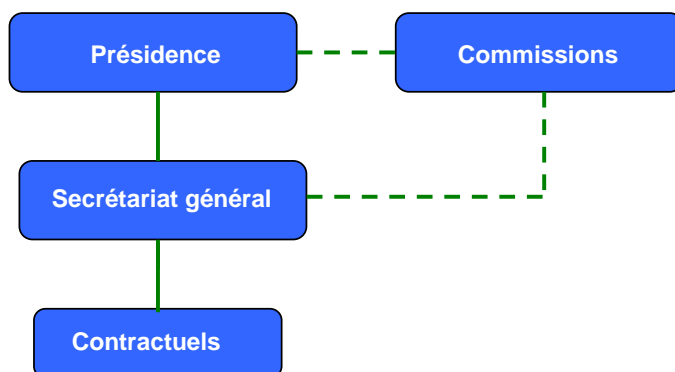 Présidence
Commissions
Secrétariat général
Contractuels